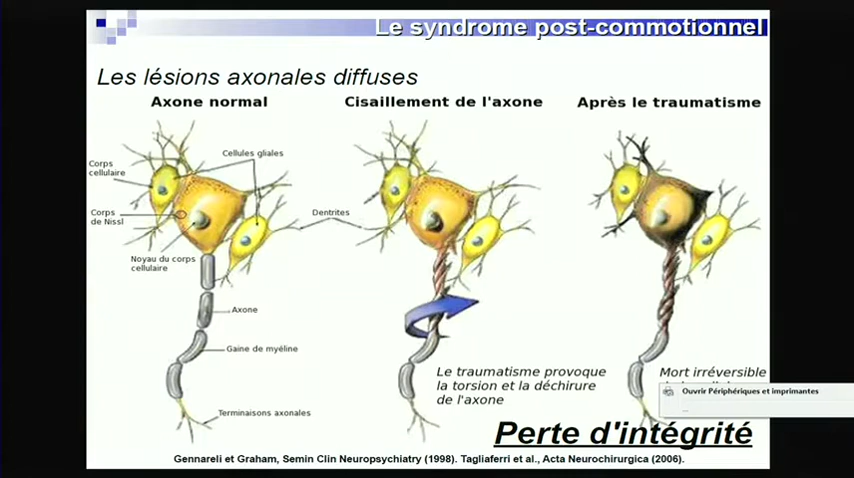 Le syndrome post-commotionnel
Les lésions axonales diffuses
Axone normal
Cisaillement de l'axone
Après le traumatisme
Corps
cellulaire
Cellules gliales
Corps
de Nissl
Dentrites
Noyau du corps
cellulaire
Axone
Gaine de myéline
Terminaisons axonales
Le traumatisme provoque
la torsion et la déchirure
de l'axone
Mort irréversible
Ouvrir Périphériques et imprimantes
...
Perte d'intégrité
Gennareli et Graham, Semin Clin Neuropsychiatry (1998). Tagliaferri et al., Acta Neurochirurgica (2006).